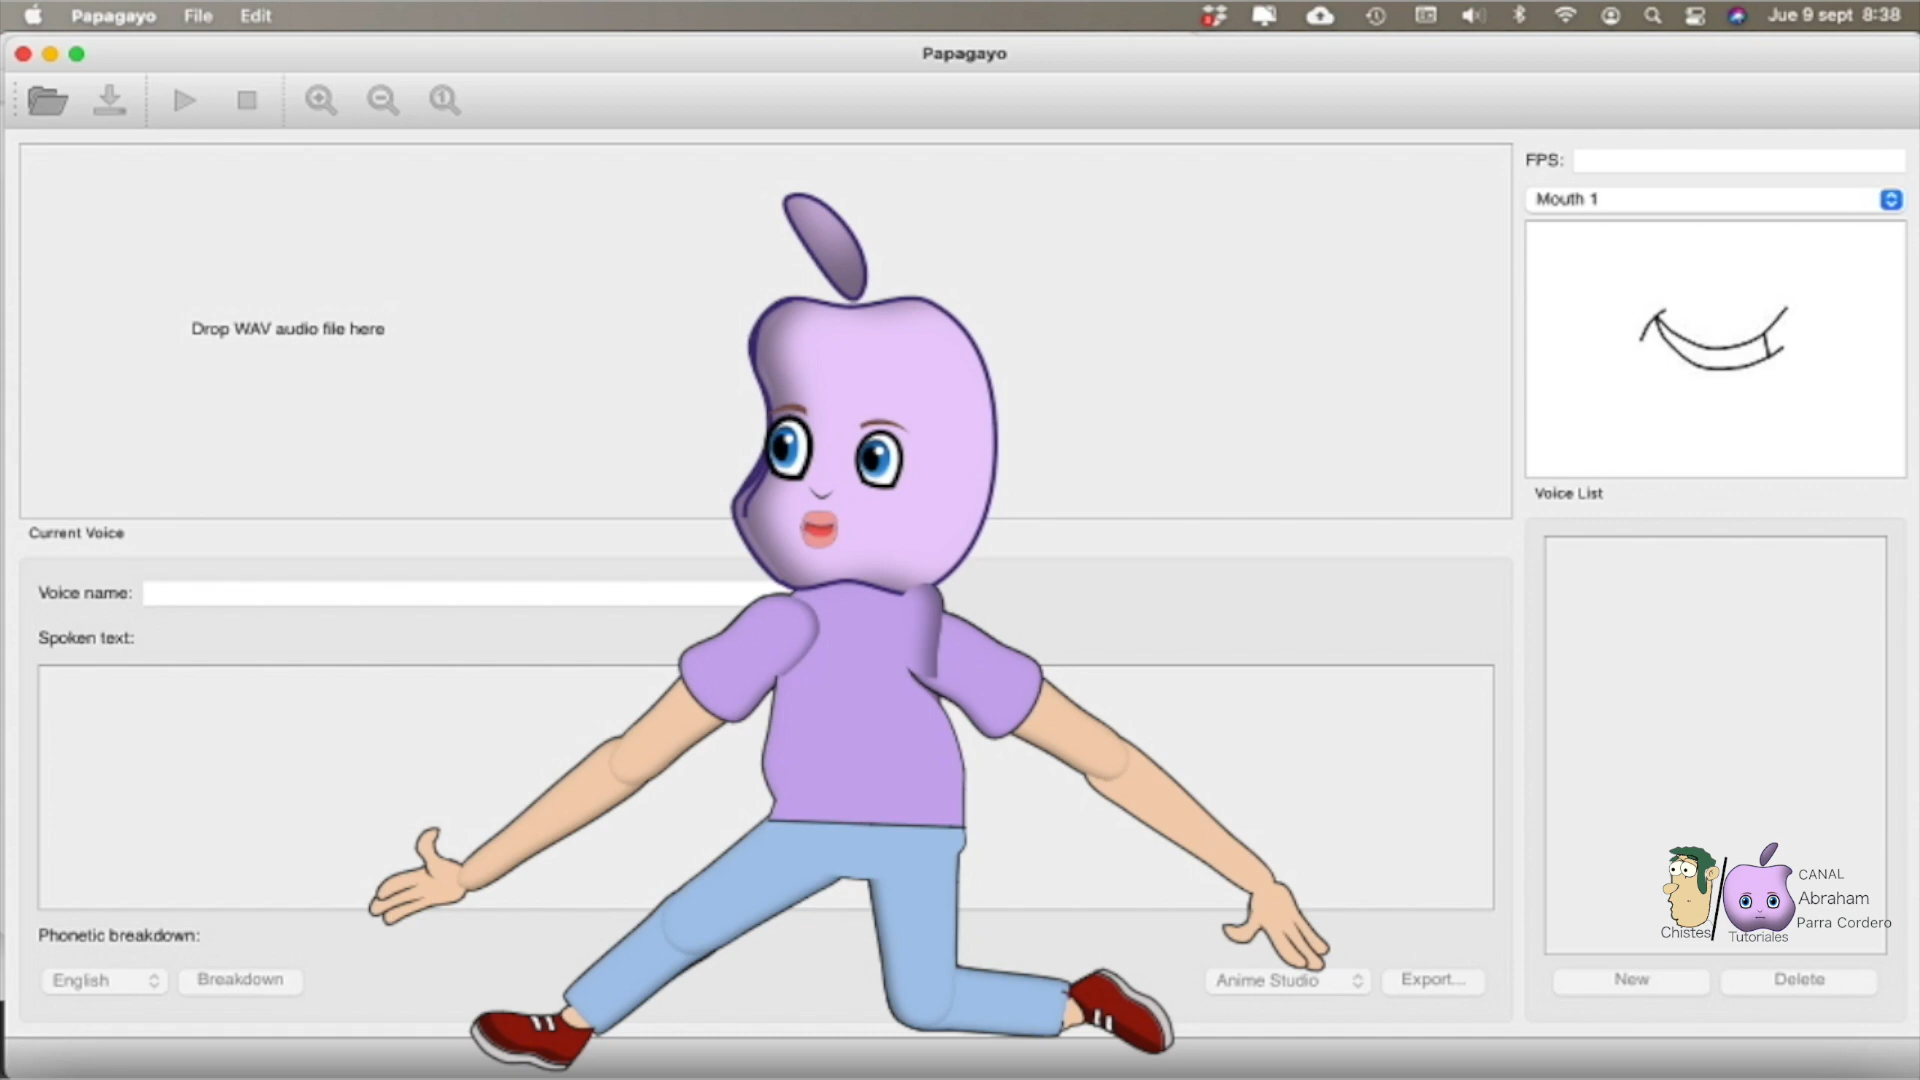 Papagayo File Edit Jue 9 sept 8:38
Papagayo
FPS:
Mouth 1
Drop WAV audio file here
Voice List
Current Voice
Voice name:
Spoken text:
CANAL
Abraham
Parra Cordero
Chistes
Tutoriales
Phonetic breakdown:
English Breakdown Anime Studio Export... New Delete